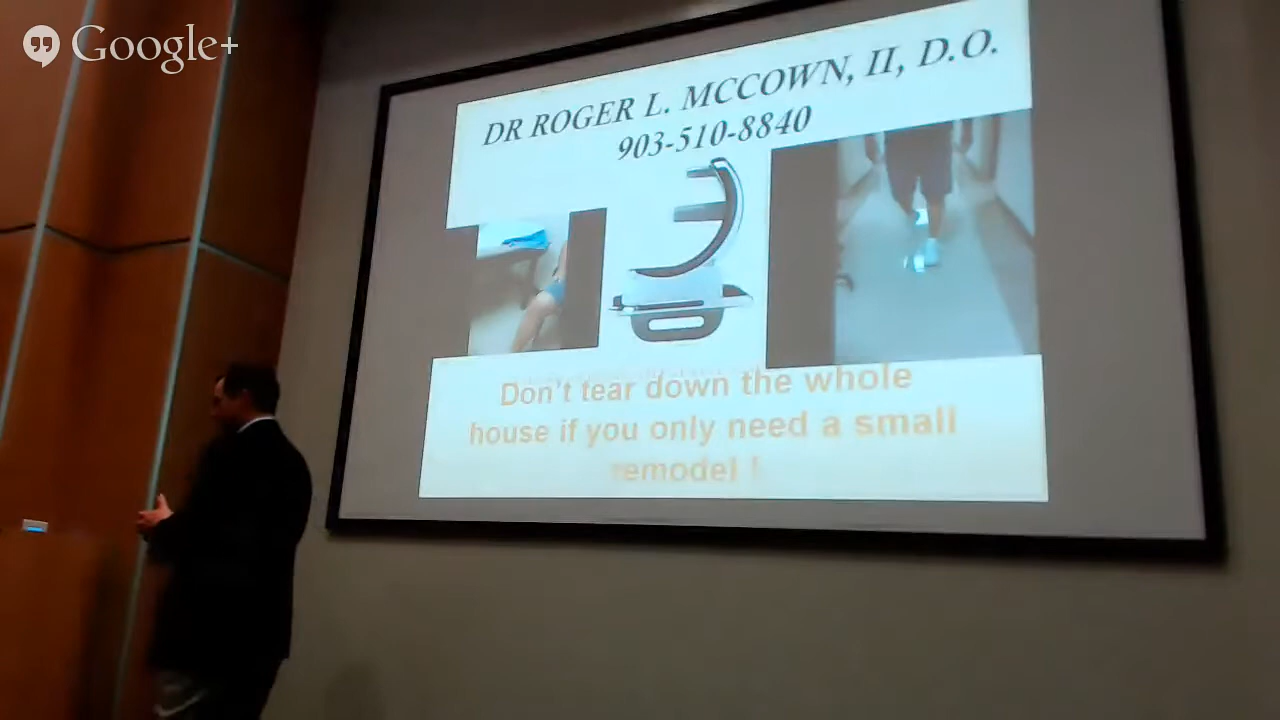 Google+
DR ROGER L. MCCOWN, II, D.O.
903-510-8840
Don't tear down the whole
house if you only need a small
remodel !